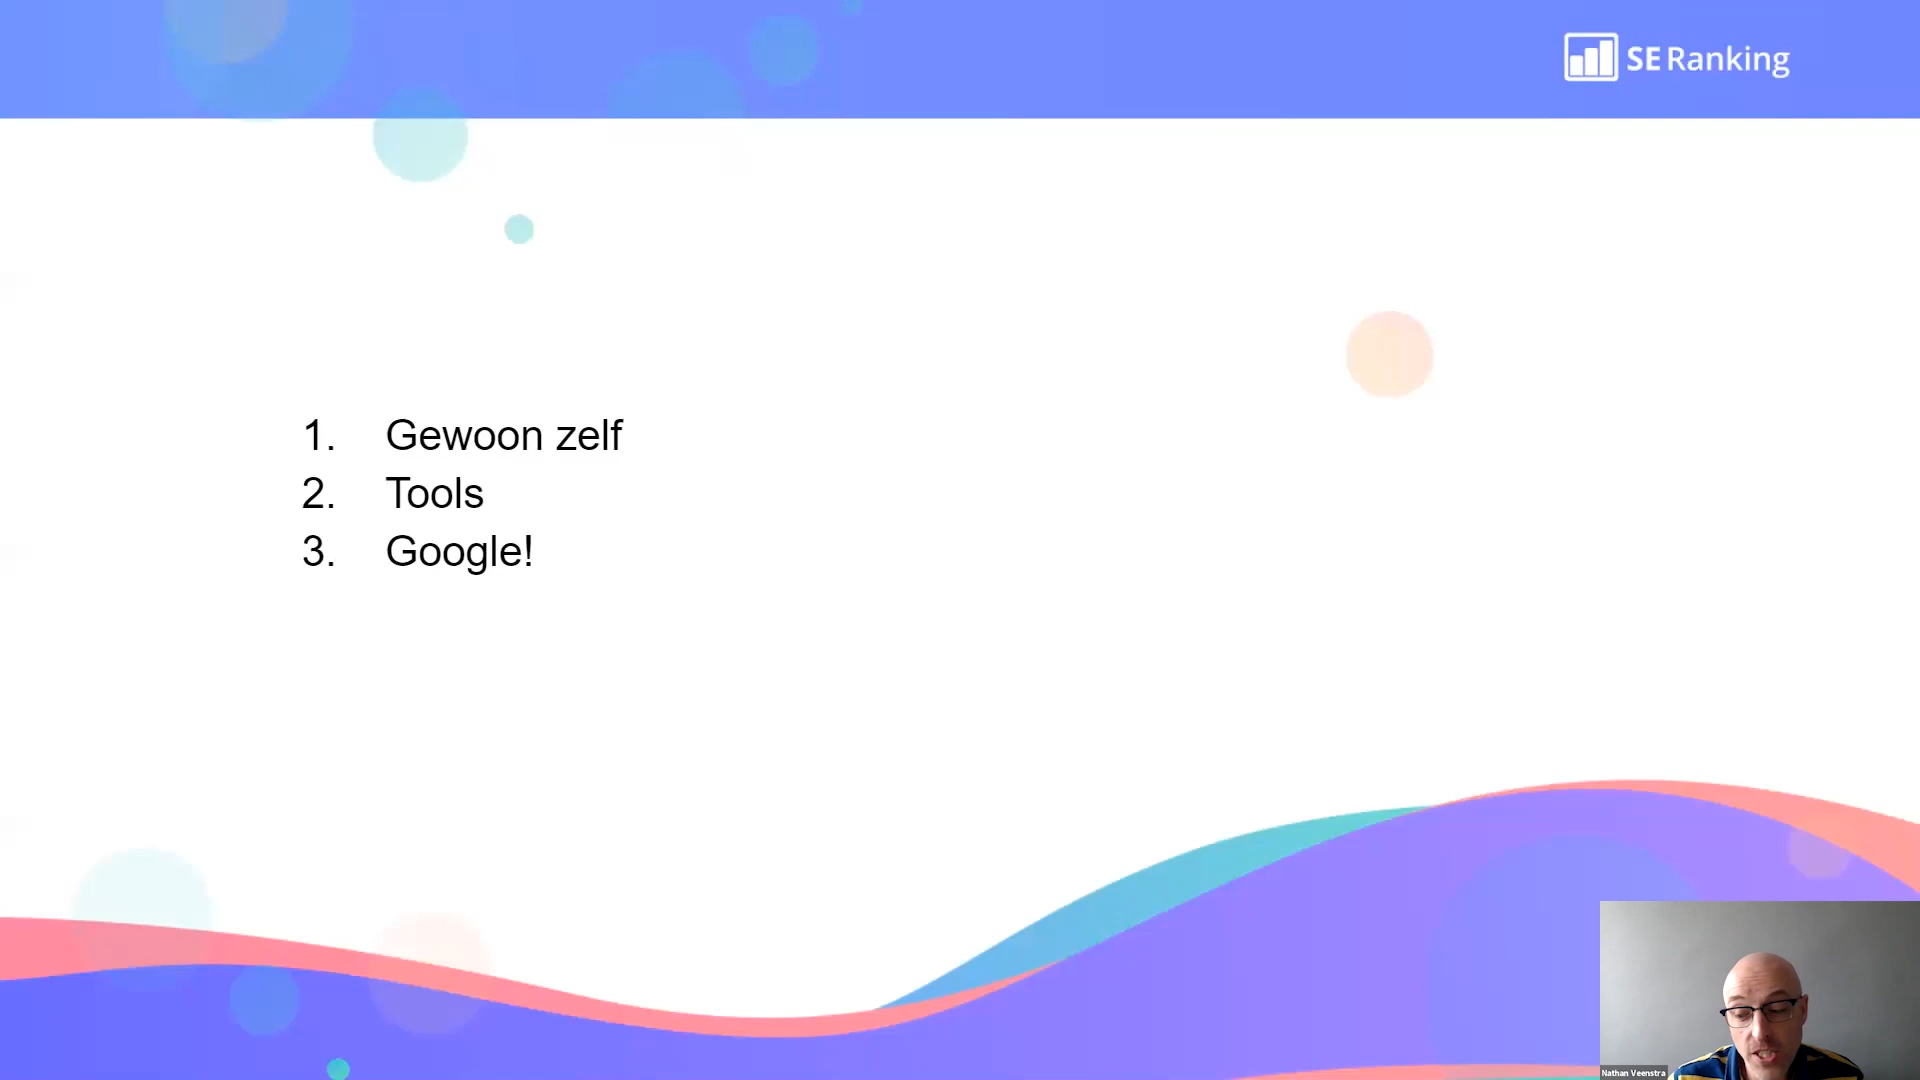 SE Ranking
1. Gewoon zelf
2. Tools
3. Google!
Nathan Veenstra